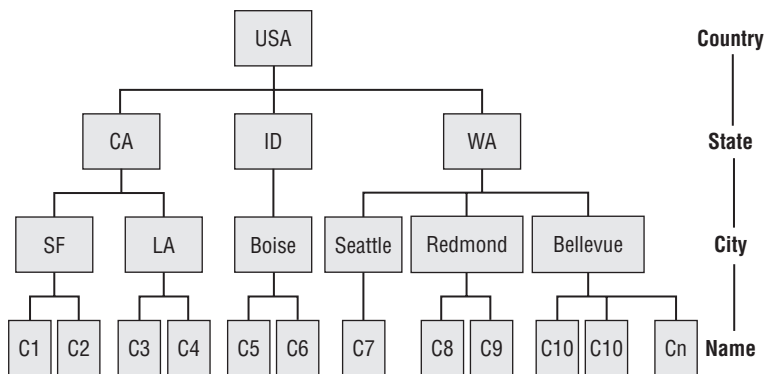 USA Country
CA ID WA State
SF LA Boise Seattle Redmond Bellevue City
C1 C2 C3 C4 C5 C6 C7 C8 C9 C10 C10 Cn Name